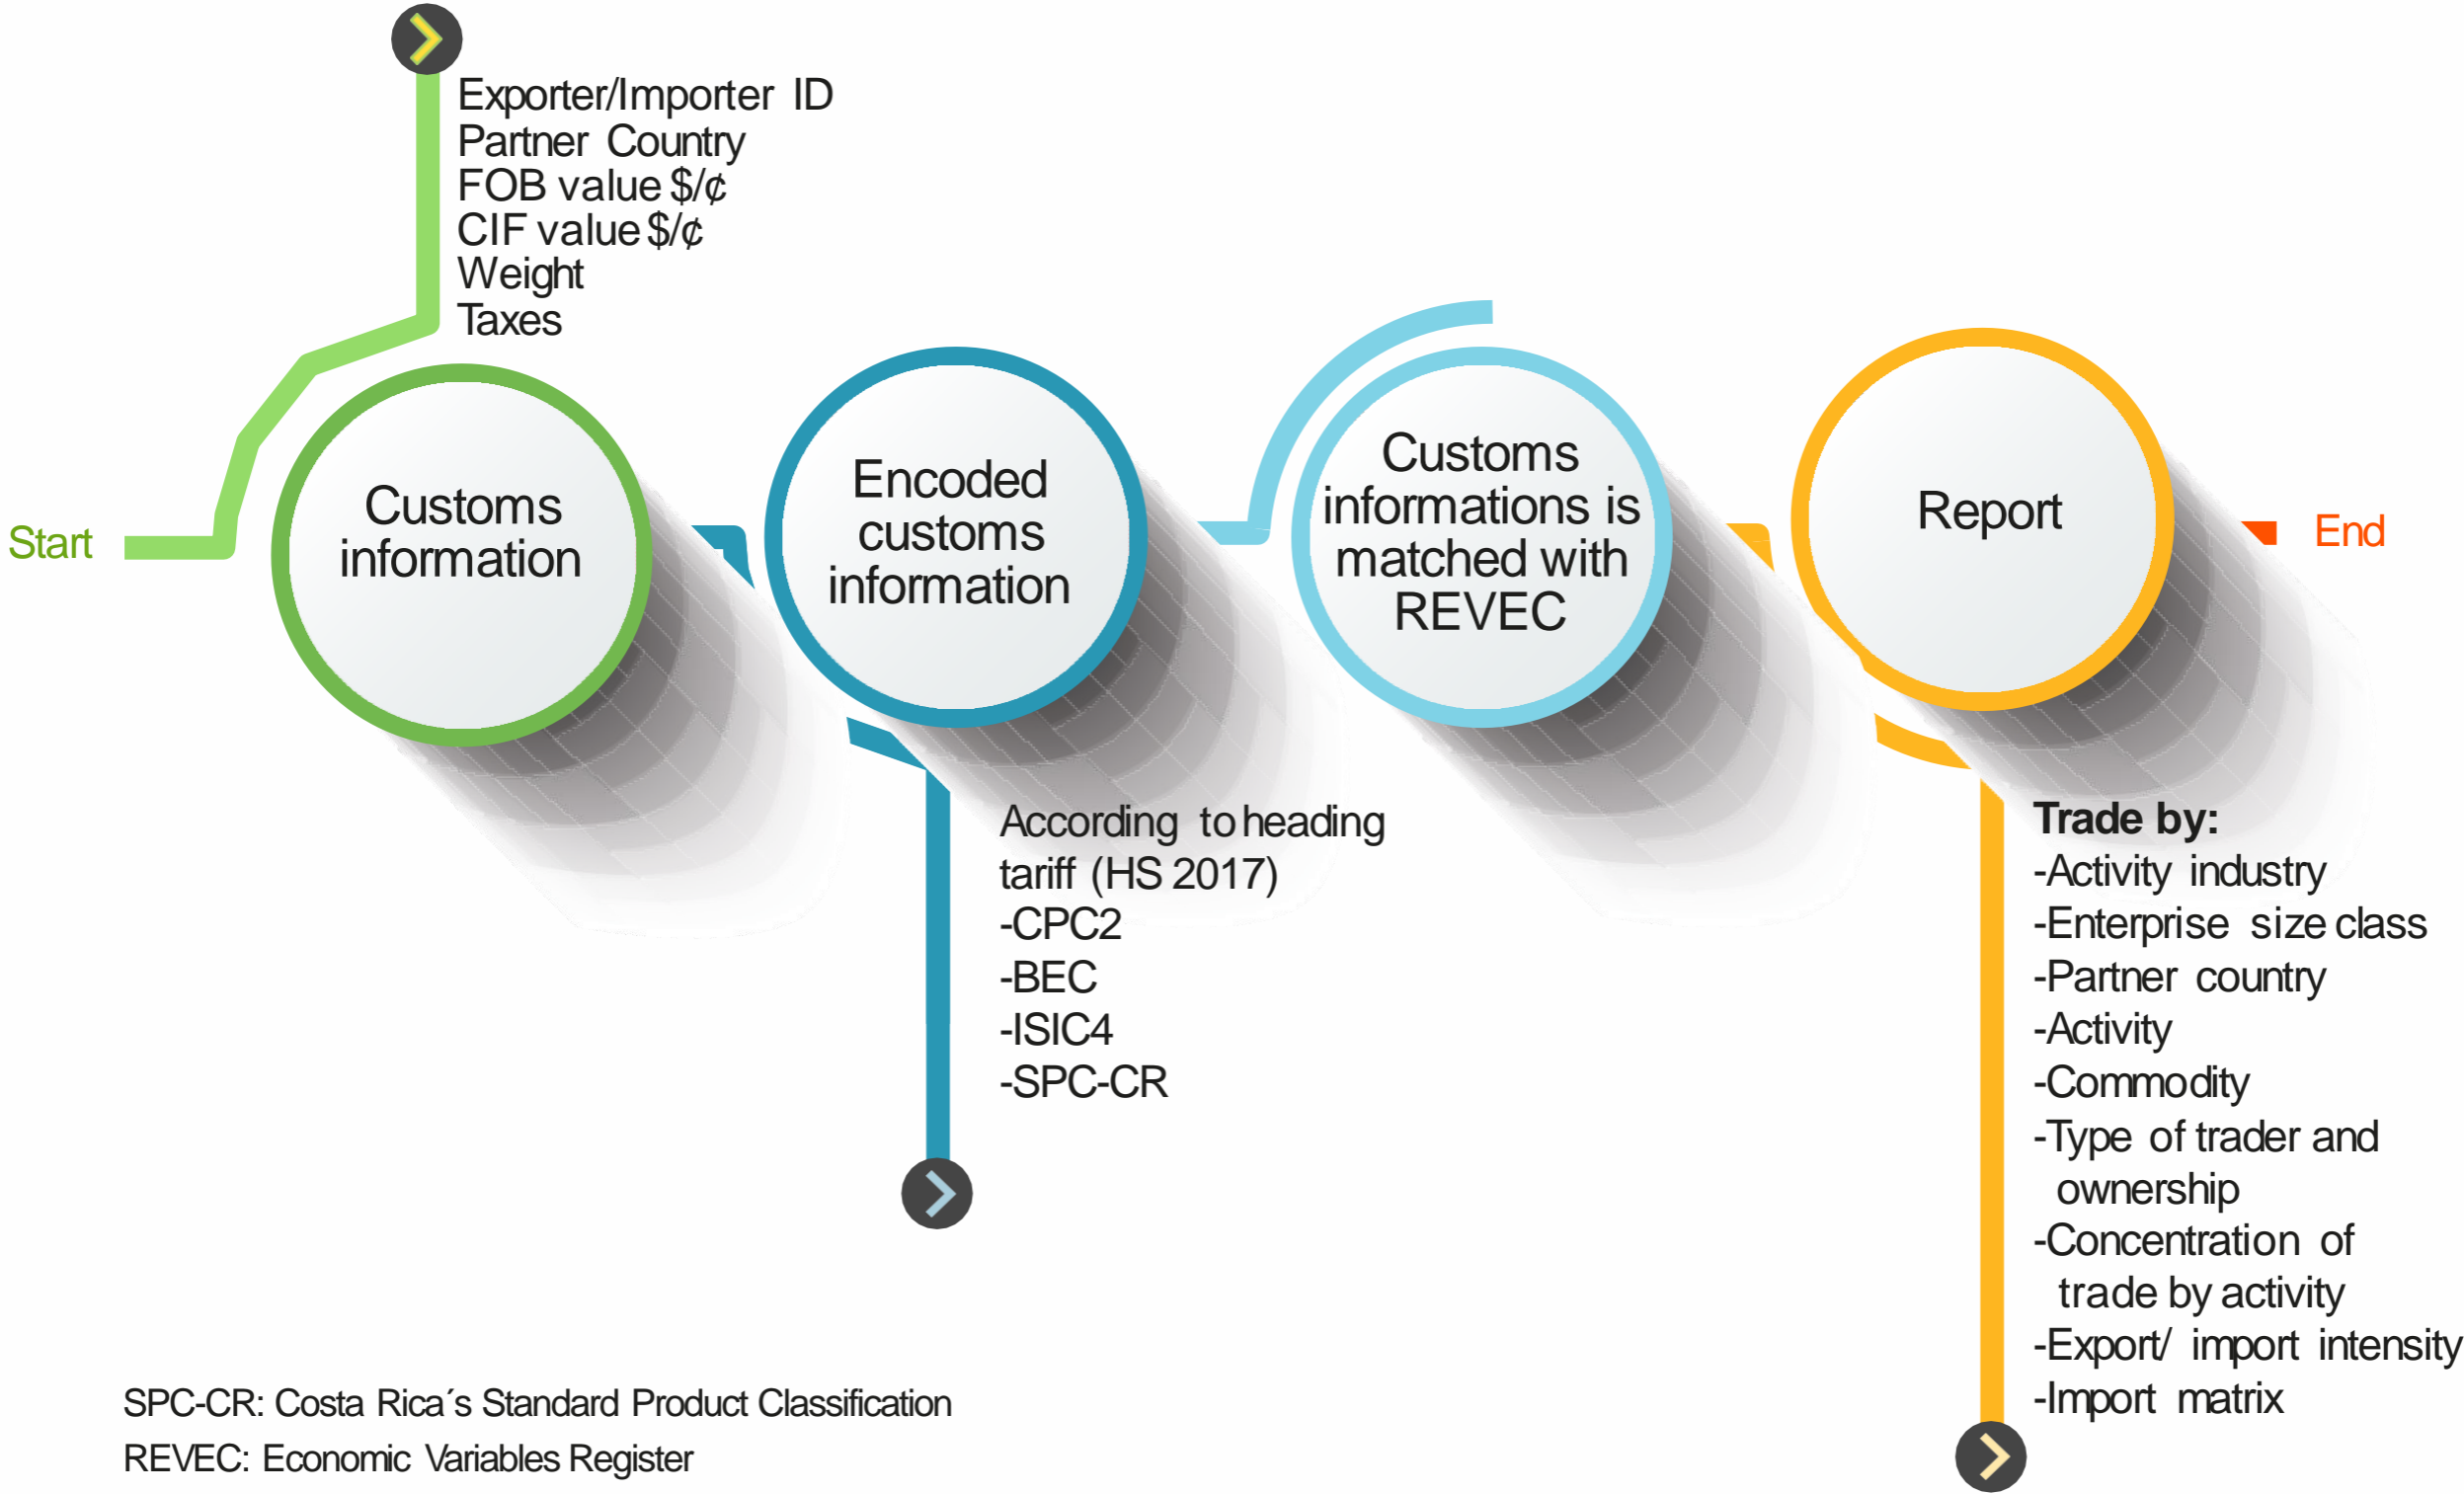 Exporter/Importer ID
Partner Country
FOB value $/¢
CIF value $/¢
Weight
Taxes
Start
Customs
information
Encoded
customs
information
According to heading
tariff (HS 2017)
-CPC2
-BEC
-ISIC4
-SPC-CR
Customs
informations is
matched with
REVEC
Report
End
Trade by:
-Activity industry
-Enterprise size class
-Partner country
-Activity
-Commodity
-Type of trader and
ownership
-Concentration of
trade by activity
-Export/ import intensity
-Import matrix
SPC-CR: Costa Rica´s Standard Product Classification
REVEC: Economic Variables Register